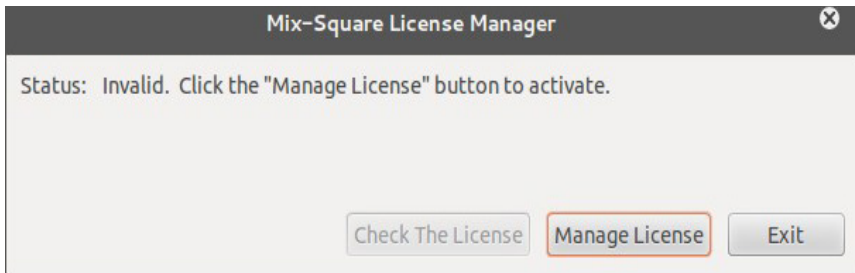 Mix-Square License Manager
Status: Invalid. Click the "Manage License" button to activate.
Check The License Manage License Exit